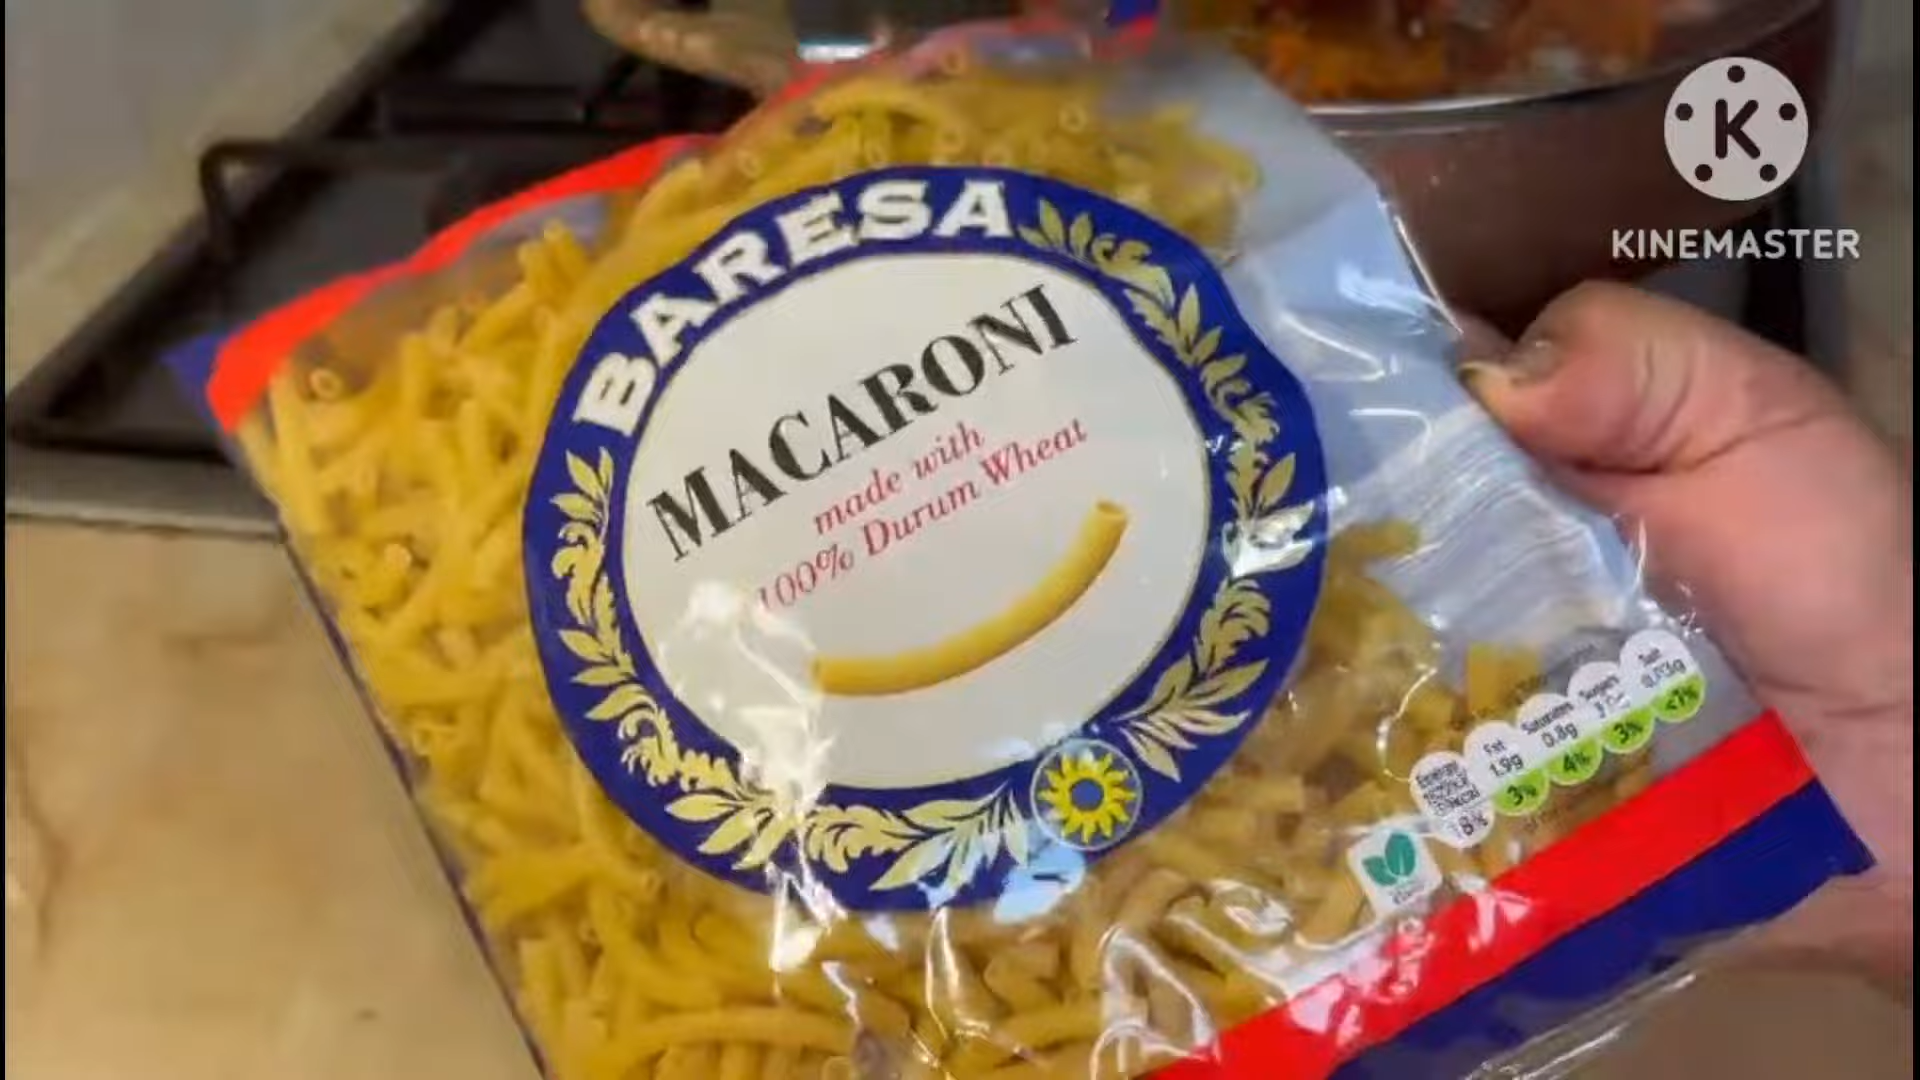 K
KINEMASTER
BARESA
MACARONI
made with
100% Durum Wheat
Fat
1.9g
3%
Saturates
0.8g
4%
Sugars
3%
Salt
<1%